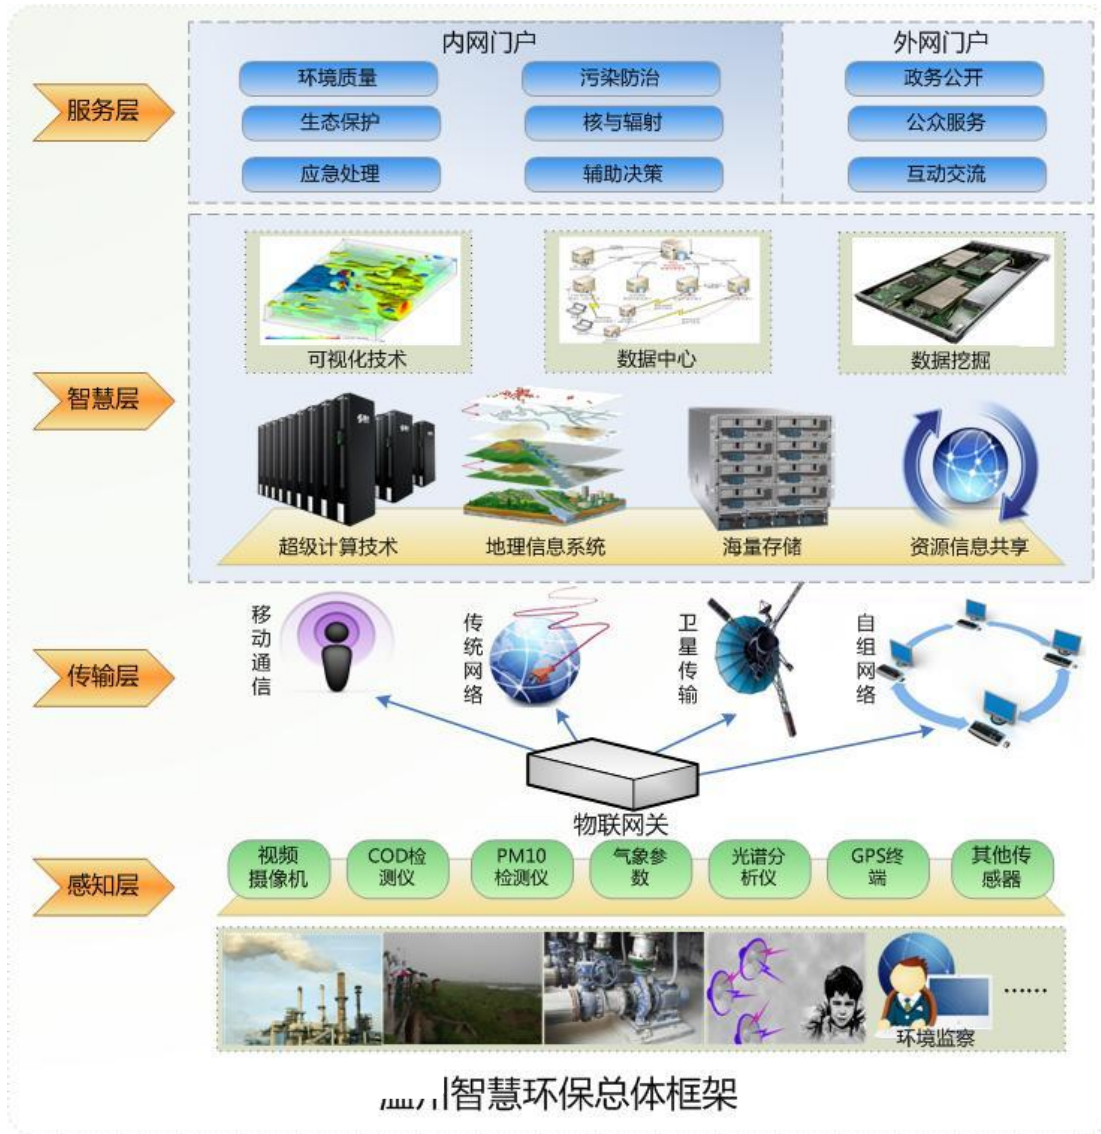 内网门户
外网门户
服务层
环境质量
污染防治
政务公开
生态保护
核与辐射
公众服务
应急处理
辅助决策
互动交流
智慧层
可视化技术
数据中心
数据挖掘
超级计算技术
地理信息系统
海量存储
资源信息共享
传输层
移动通信
传统网络
卫星传输
自组网络
物联网关
感知层
视频
摄像机
COD检
测仪
PM10
检测仪
气象参
数
光谱分
析仪
GPS终
端
其他传
感器
环境监察
······
智慧环保总体框架